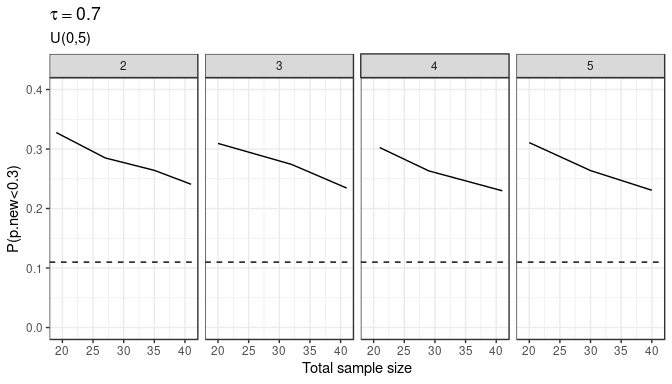 τ = 0.7
U(0,5)
2 3 4 5
P(p.new<0.3)
0.4
0.3
0.2
0.1
0.0
20 25 30 35 40 20 25 30 35 40 20 25 30 35 40 20 25 30 35 40
Total sample size